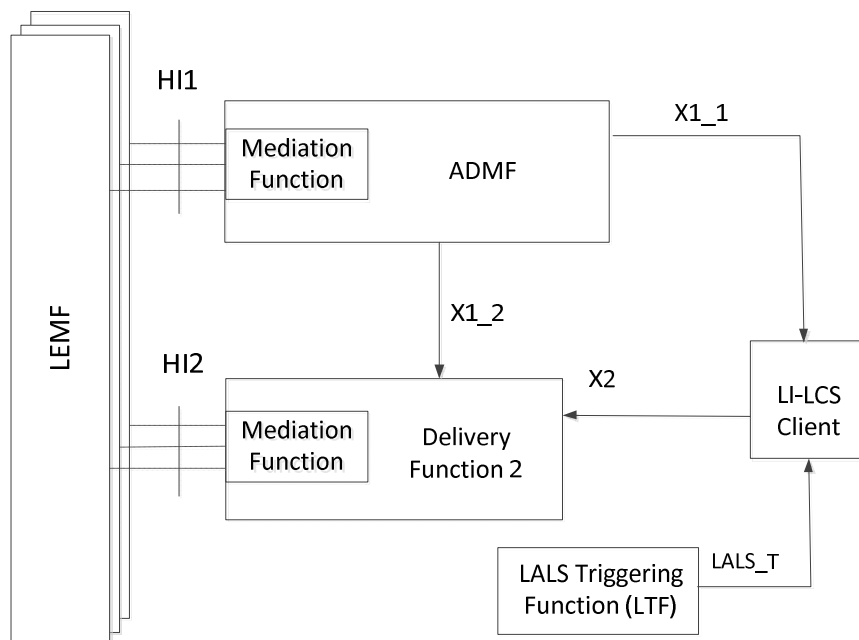 HI1
X1_1
Mediation
Function
ADMF
LEMF
X1_2
HI2
X2
LI-LCS
Client
Mediation
Function
Delivery
Function 2
LALS Triggering
Function (LTF)
LALS_T